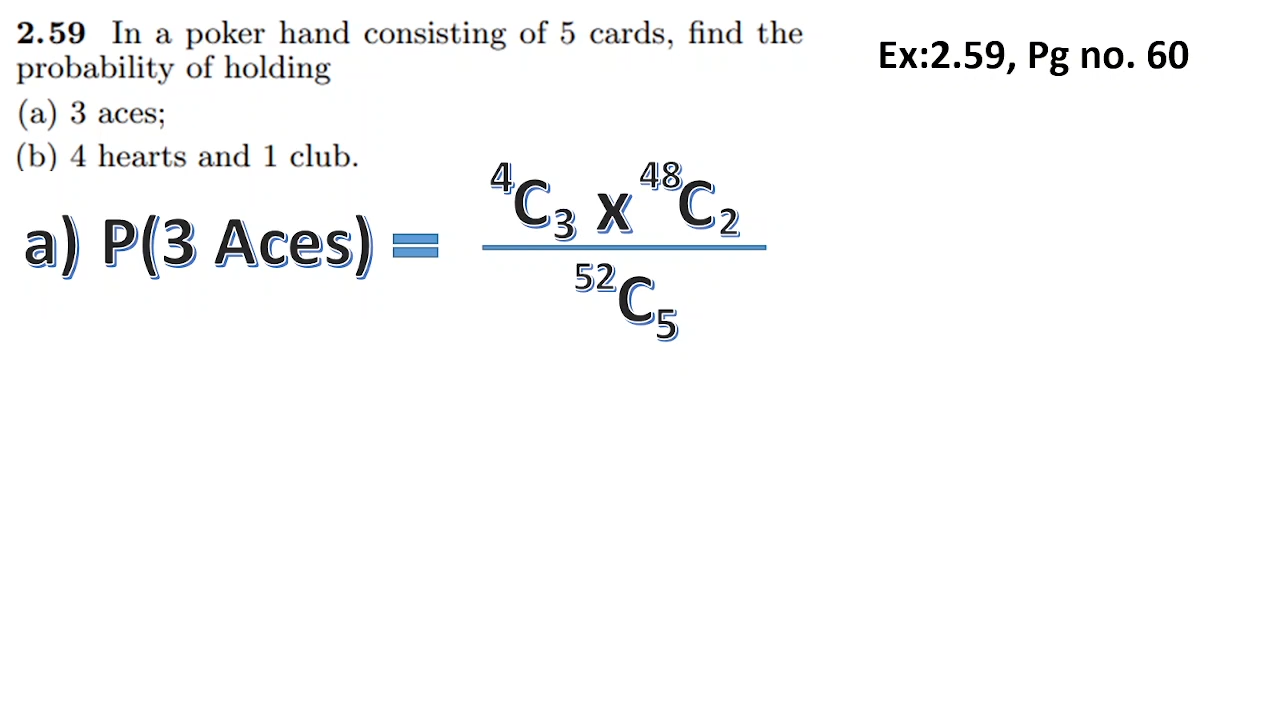 2.59 In a poker hand consisting of 5 cards, find the
probability of holding
(a) 3 aces;
(b) 4 hearts and 1 club.
Ex:2.59, Pg no. 60
a) P(3 Aces) = ⁴C₃ x ⁴⁸C₂
⁵²C₅